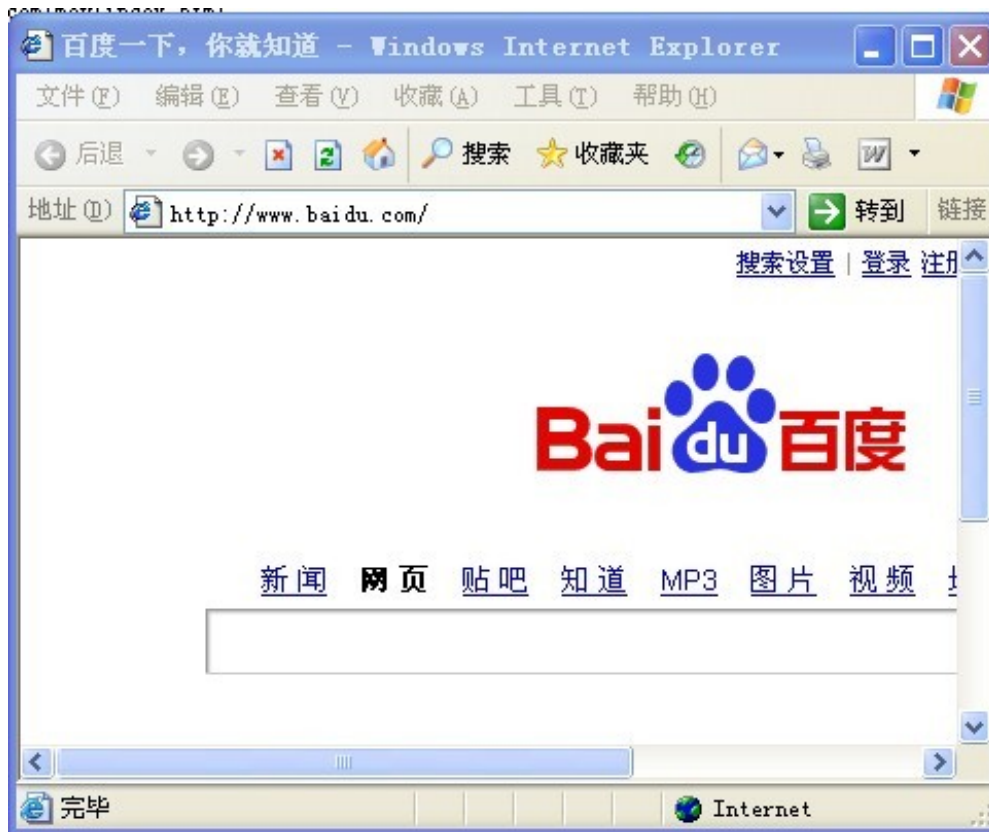 百度一下，你就知道 - Windows Internet Explorer
文件(F) 编辑(E) 查看(V) 收藏(A) 工具(T) 帮助(H)
后退 搜索 收藏夹 W
地址(D) http://www.baidu.com/ 转到 链接
搜索设置 | 登录 注册
Bai du 百度
新闻 网页 贴吧 知道 MP3 图片 视频
完毕 Internet